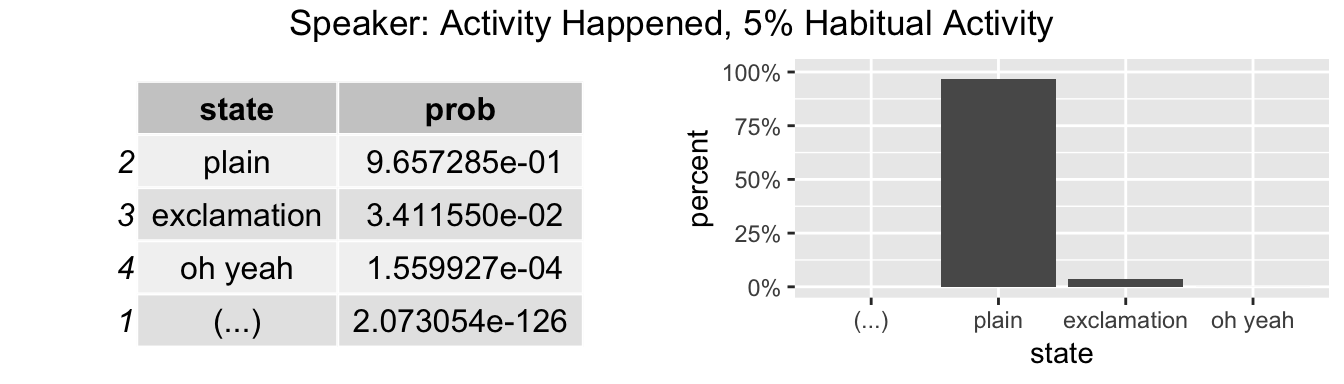 Speaker: Activity Happened, 5% Habitual Activity
state prob
2 plain 9.657285e-01
3 exclamation 3.411550e-02
4 oh yeah 1.559927e-04
1 (...) 2.073054e-126
percent
100%
75%
50%
25%
0%
(...) plain exclamation oh yeah
state